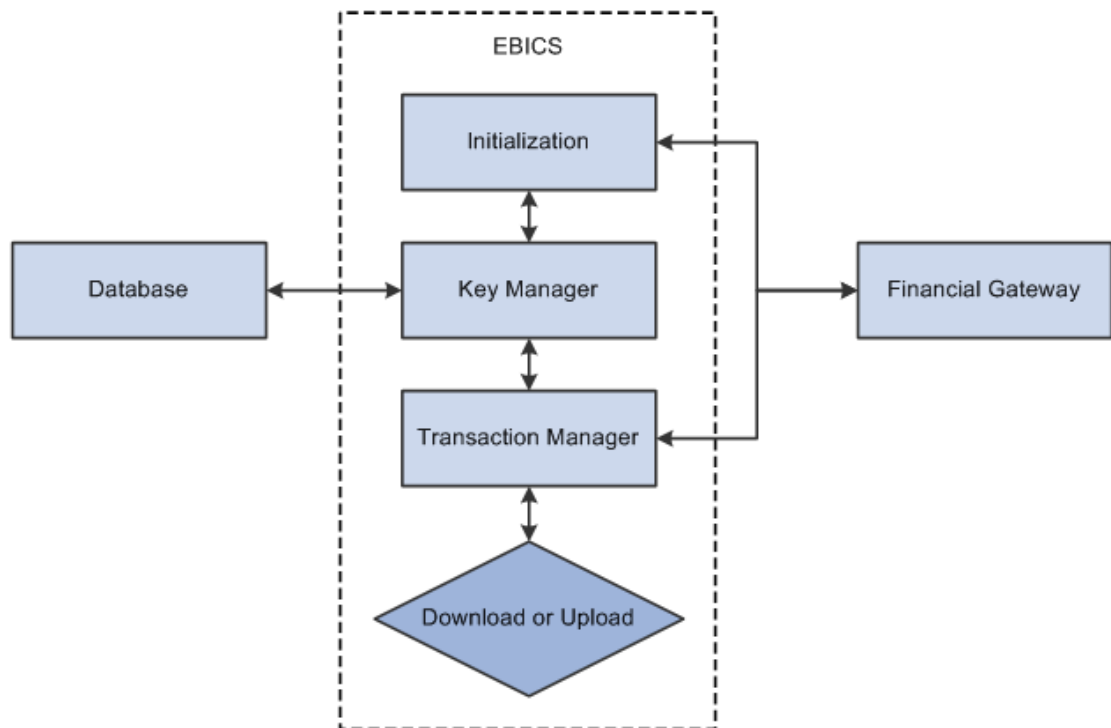 EBICS
Initialization
Database
Key Manager
Financial Gateway
Transaction Manager
Download or Upload